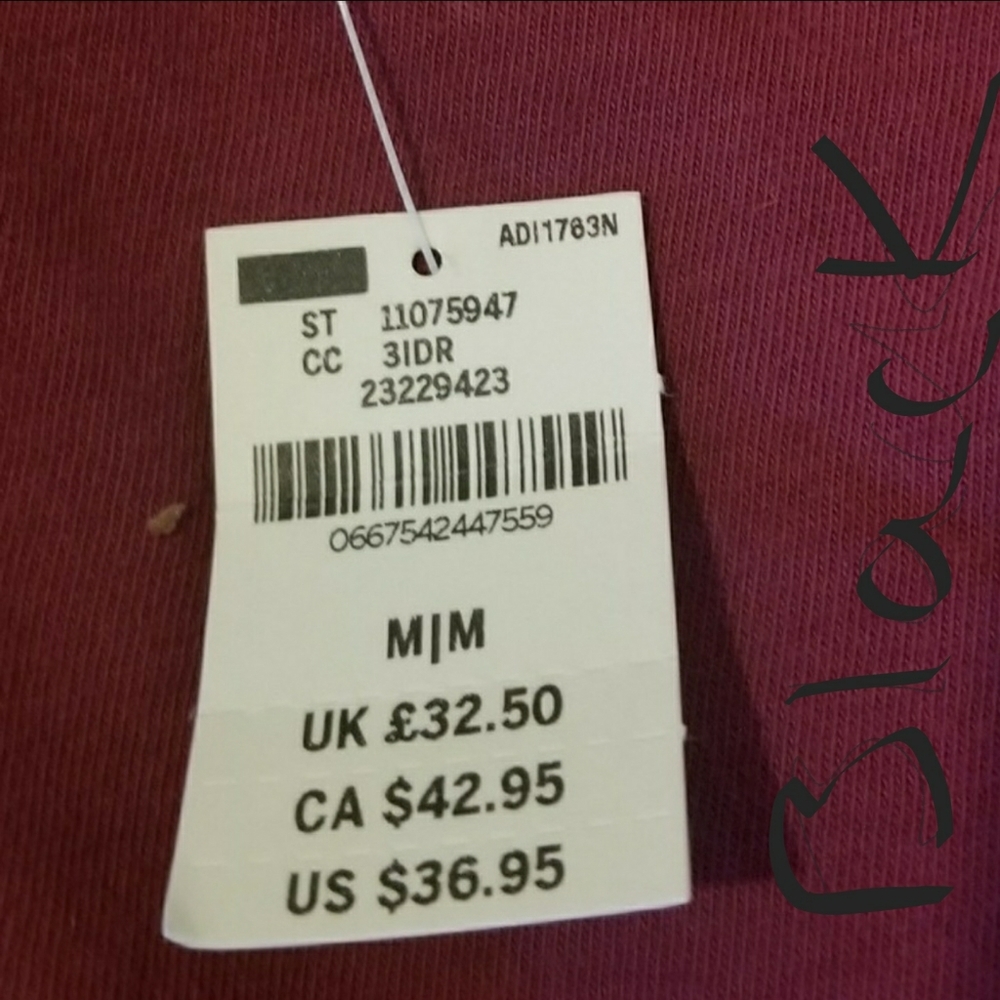 ADI1763N
ST 11075947
CC 3IDR
23229423
0667542447559
M|M
UK £32.50
CA $42.95
US $36.95
Black